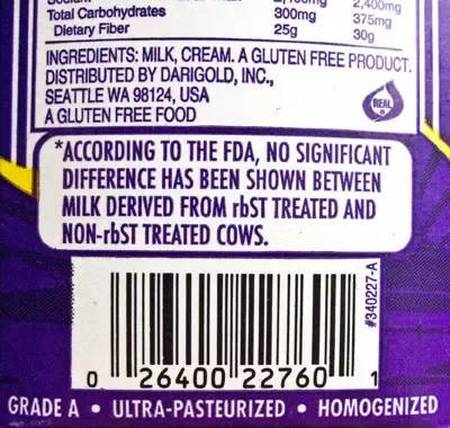 2,400mg
Total Carbohydrates 300mg 375mg
Dietary Fiber 25g 30g
INGREDIENTS: MILK, CREAM. A GLUTEN FREE PRODUCT.
DISTRIBUTED BY DARIGOLD, INC.,
SEATTLE WA 98124, USA
A GLUTEN FREE FOOD
REAL
*ACCORDING TO THE FDA, NO SIGNIFICANT
DIFFERENCE HAS BEEN SHOWN BETWEEN
MILK DERIVED FROM rbST TREATED AND
NON-rbST TREATED COWS.
#340227-A
0 26400 22760 1
GRADE A • ULTRA-PASTEURIZED • HOMOGENIZED